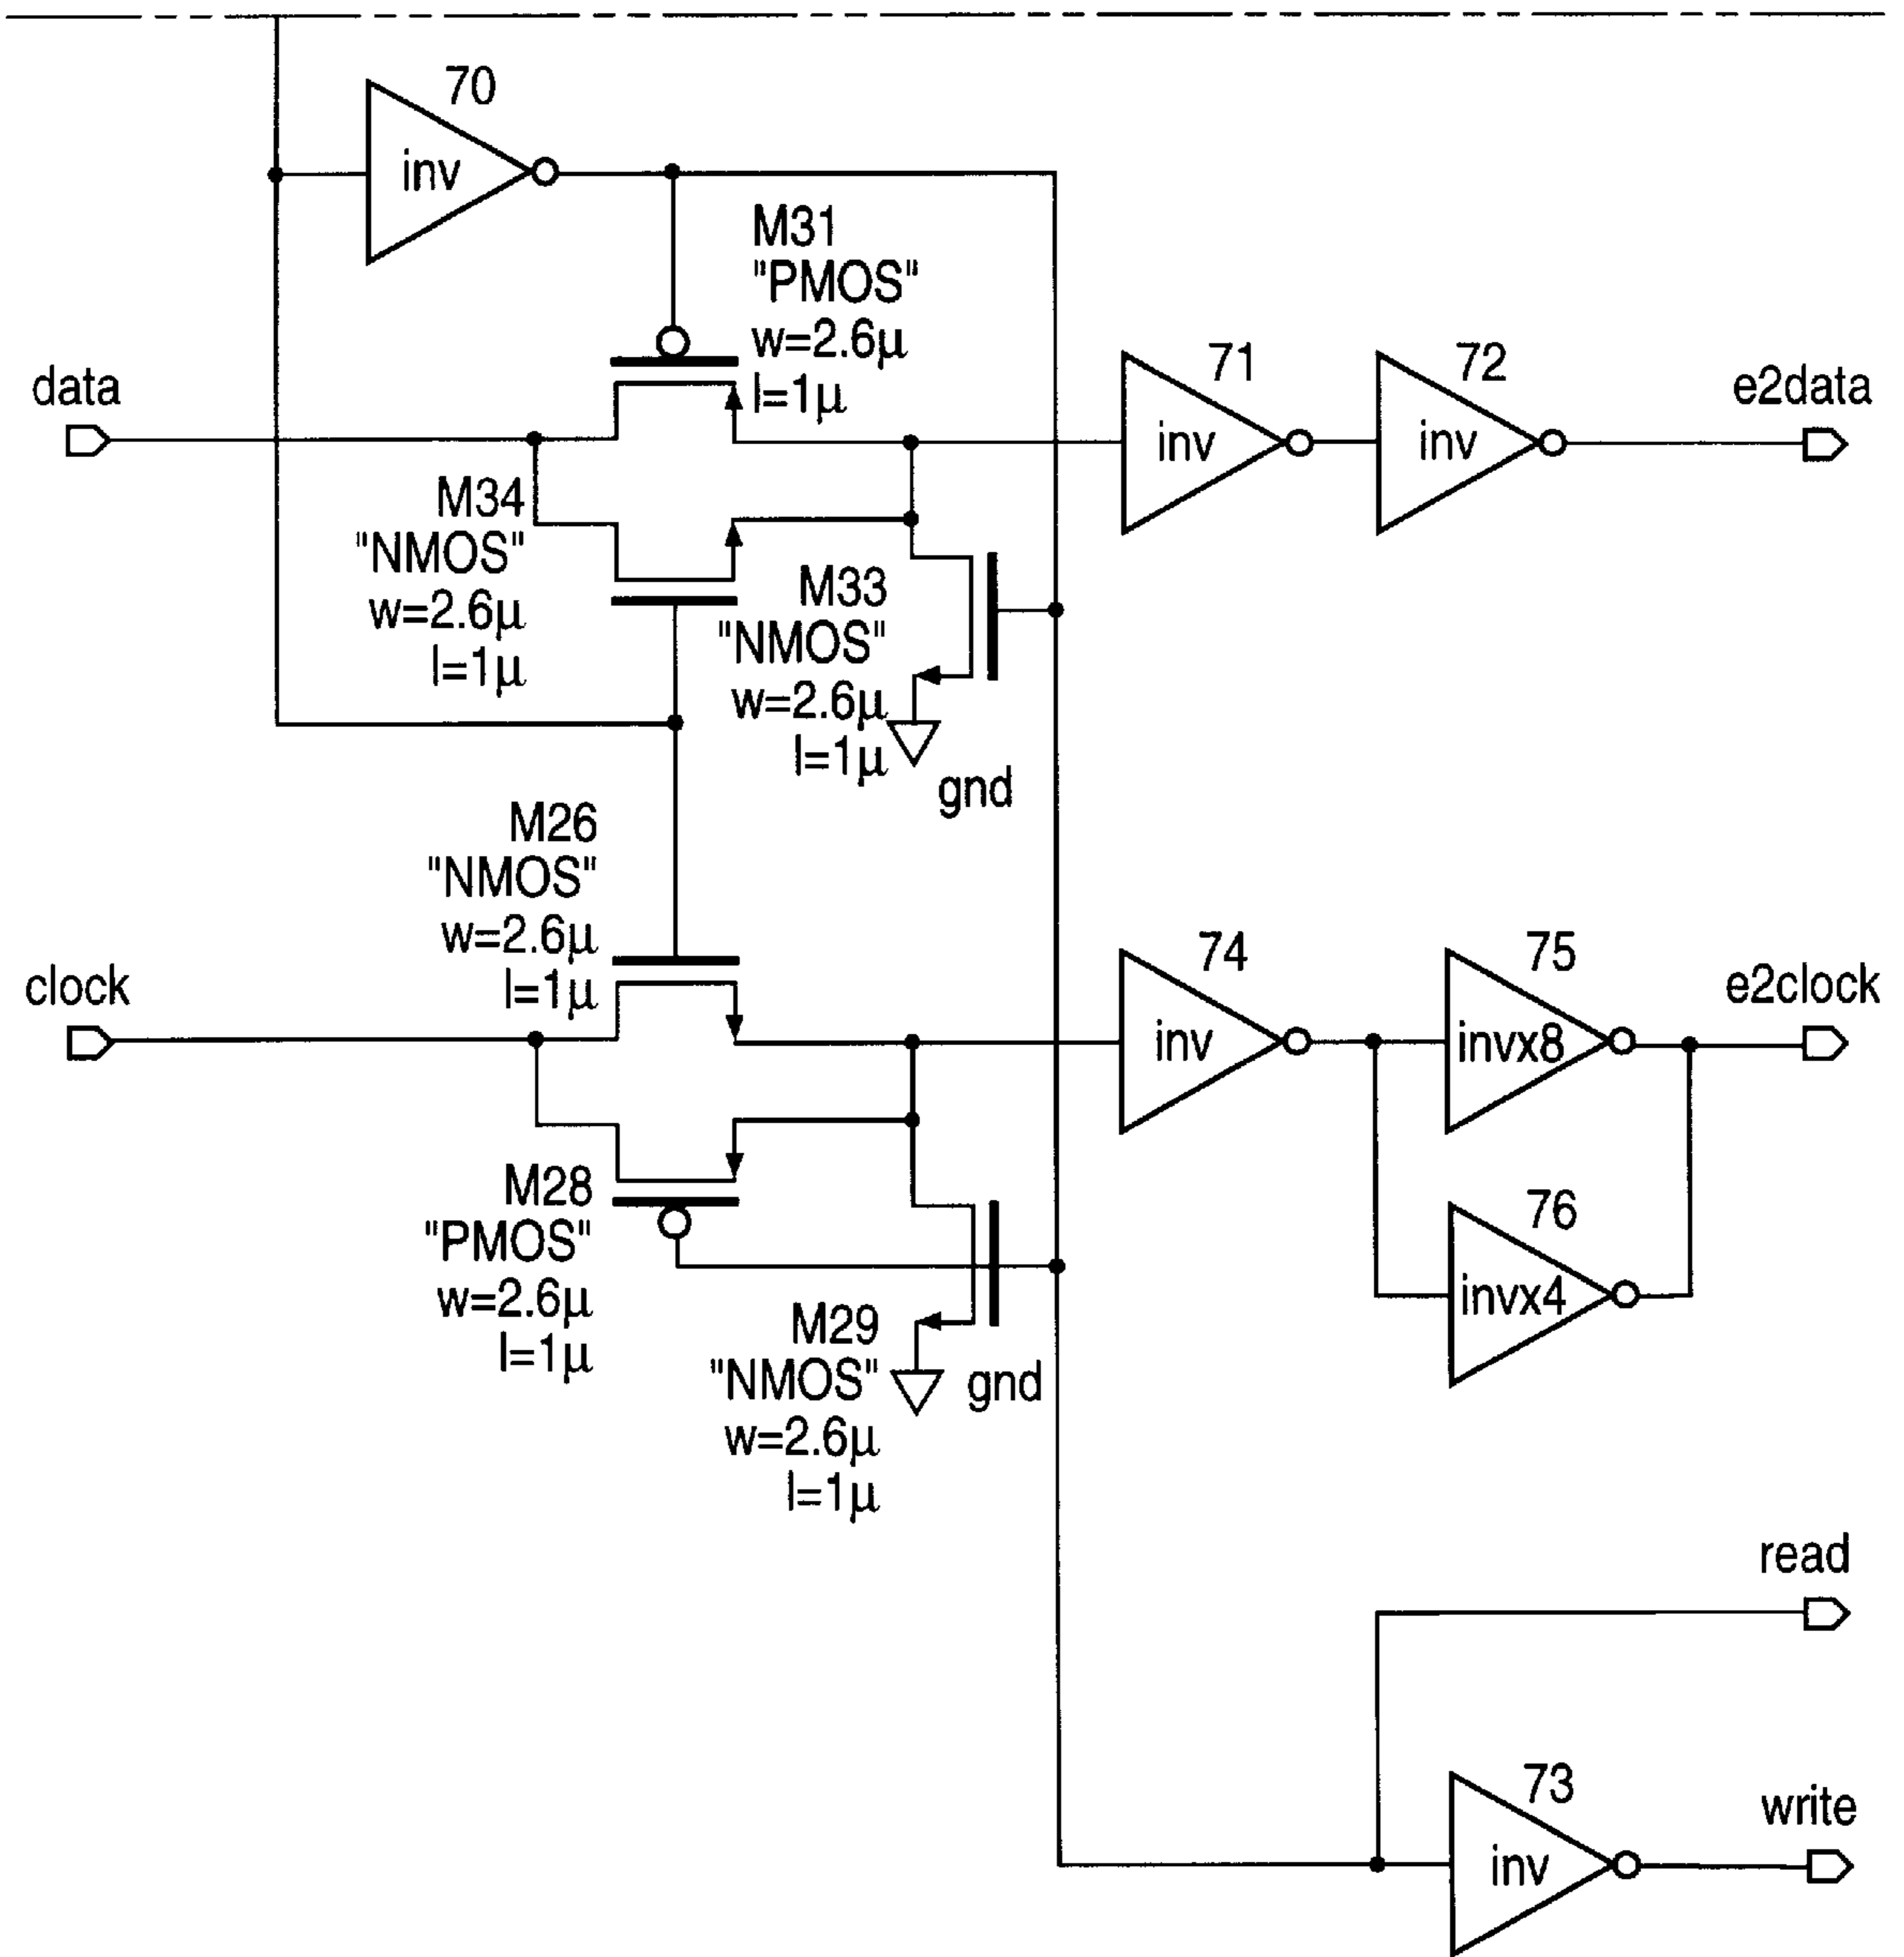 70
inv
M31
"PMOS"
w=2.6μ
l=1μ
data
71
inv
72
inv
e2data
M34
"NMOS"
w=2.6μ
l=1μ
M33
"NMOS"
w=2.6μ
l=1μ
gnd
M26
"NMOS"
w=2.6μ
l=1μ
clock
74
inv
75
invx8
e2clock
M28
"PMOS"
w=2.6μ
l=1μ
76
invx4
M29
"NMOS"
w=2.6μ
l=1μ
gnd
read
73
inv
write